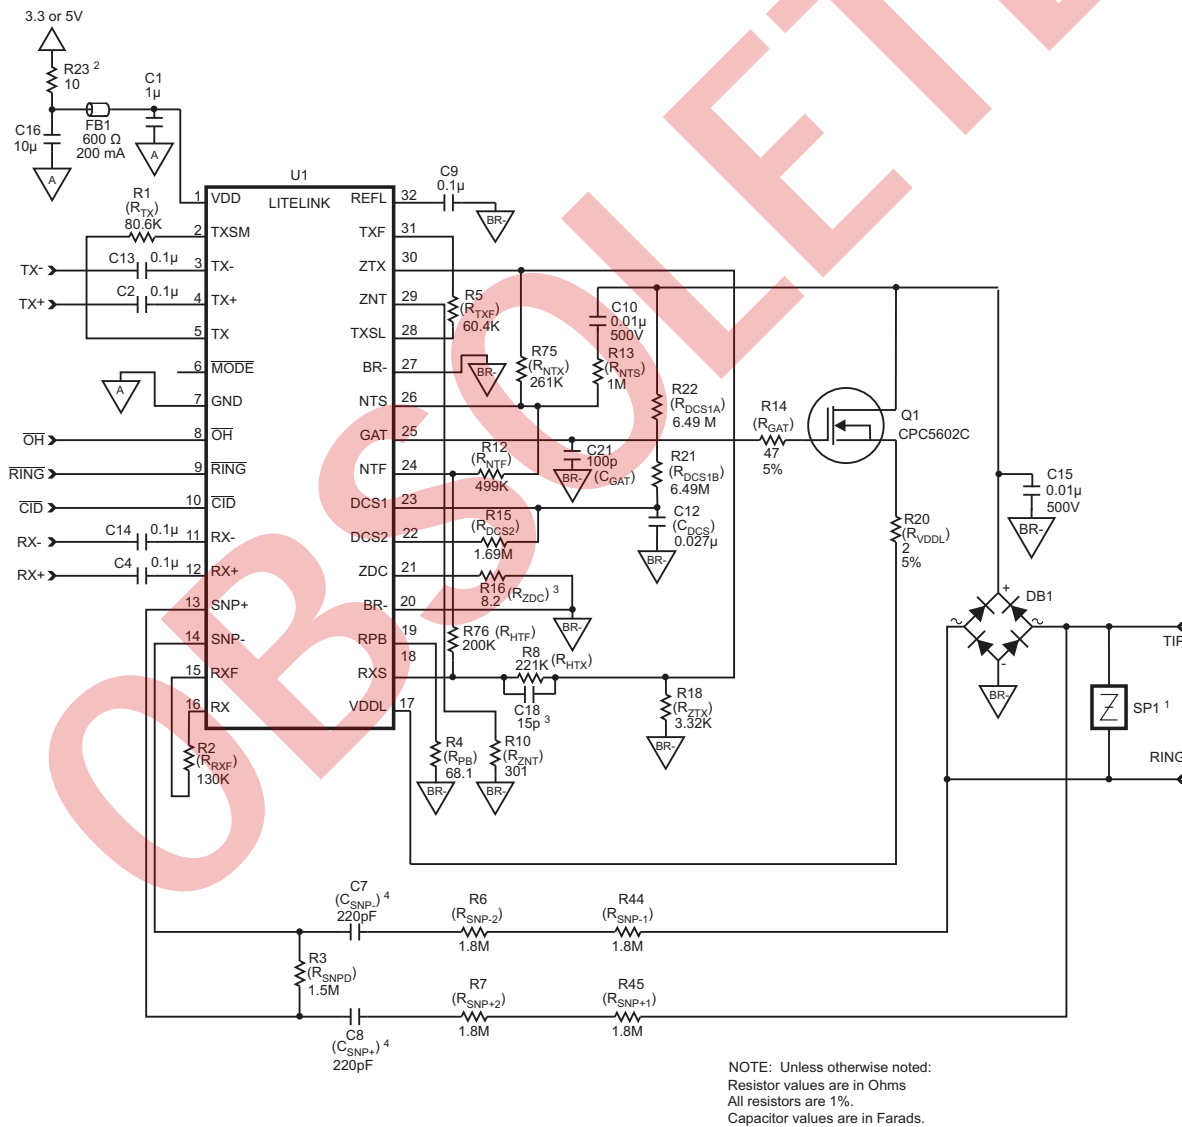 3.3 or 5V
R23 2
10
C16
10µ
FB1
600 Ω
200 mA
C1
1µ
A
A
U1
LITELINK
R1
(RTX)
80.6K
TX-
C13
0.1µ
TX+
C2
0.1µ
A
OH
RING
CID
RX-
C14
0.1µ
RX+
C4
0.1µ
1
VDD
2
TXSM
3
TX-
4
TX+
5
TX
6
MODE
7
GND
8
OH
9
RING
10
CID
11
RX-
12
RX+
13
SNP+
14
SNP-
15
RXF
16
RX
R2
(RRXF)
130K
REFL
32
TXF
31
ZTX
30
ZNT
29
TXSL
28
BR-
27
NTS
26
GAT
25
NTF
24
DCS1
23
DCS2
22
ZDC
21
BR-
20
RPB
19
RXS
18
VDDL
17
C9
0.1µ
BR-
R5
(RTXF)
60.4K
BR-
R75
(RNTX)
261K
C10
0.01µ
500V
R13
(RNTS)
1M
R22
(RDCS1A)
6.49 M
R21
(RDCS1B)
6.49M
R12
(RNTF)
499K
C21
100p
(CGAT)
BR-
R14
(RGAT)
47
5%
Q1
CPC5602C
R15
(RDCS2)
1.69M
C12
(CDCS)
0.027µ
BR-
R16
8.2
(RZDC) 3
BR-
R76 (RHTF)
200K
R8
221K
(RHTX)
C18
15p 3
R18
(RZTX)
3.32K
BR-
R4
(RPB)
68.1
BR-
R10
(RZNT)
301
BR-
R20
(RVDDL)
2
5%
C15
0.01µ
500V
BR-
DB1
+
~
~
-
BR-
TIP
SP1 1
RING
C7
(CSNP-) 4
220pF
R6
(RSNP-2)
1.8M
R44
(RSNP-1)
1.8M
R3
(RSNPD)
1.5M
C8
(CSNP+) 4
220pF
R7
(RSNP+2)
1.8M
R45
(RSNP+1)
1.8M
NOTE: Unless otherwise noted:
Resistor values are in Ohms
All resistors are 1%.
Capacitor values are in Farads.
OBSOLETE